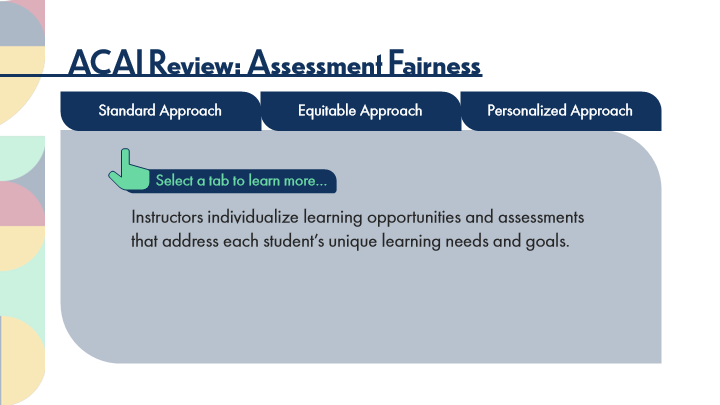 ACAI Review: Assessment Fairness
Standard Approach
Equitable Approach
Personalized Approach
Select a tab to learn more...
Instructors individualize learning opportunities and assessments
that address each student's unique learning needs and goals.